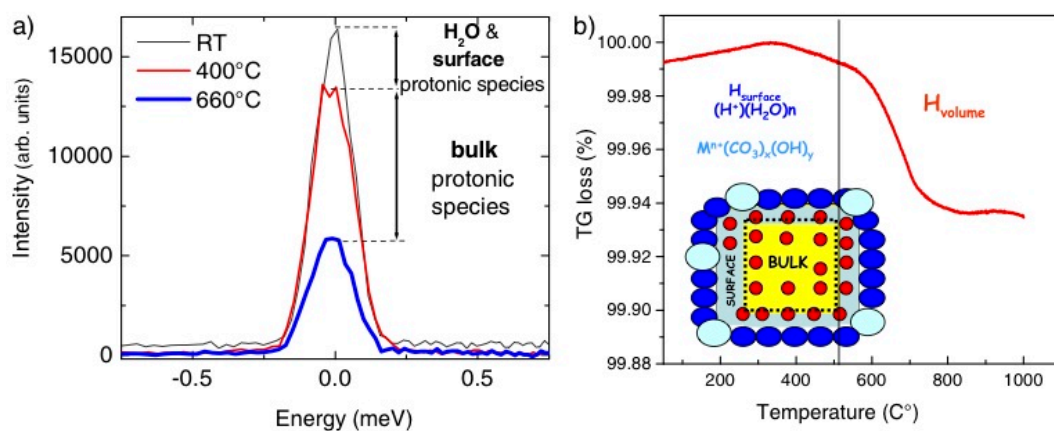 a)
RT
400°C
660°C
H2O &
surface
protonic species
bulk
protonic
species
15000
10000
5000
0
Intensity (arb. units)
-0.5
0.0
0.5
Energy (meV)
b)
100.00
99.98
99.96
99.94
99.92
99.90
99.88
TG loss (%)
Hsurface
(H⁺)(H2O)n
Mⁿ⁺(CO3)x(OH)y
Hvolume
SURFACE
BULK
200
400
600
800
1000
Temperature (C°)